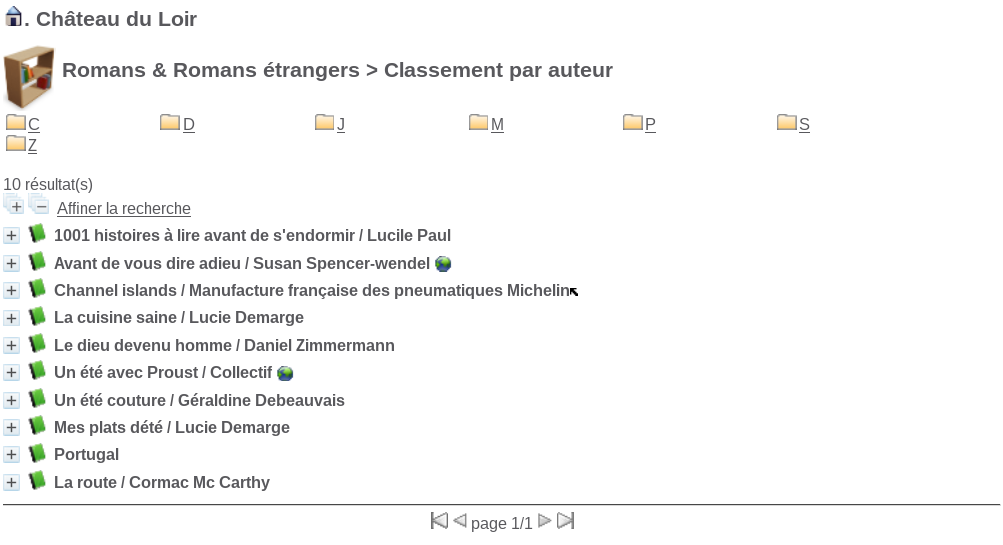 . Château du Loir
Romans & Romans étrangers > Classement par auteur
C D J M P S
Z
10 résultat(s)
Affiner la recherche
1001 histoires à lire avant de s'endormir / Lucile Paul
Avant de vous dire adieu / Susan Spencer-wendel
Channel islands / Manufacture française des pneumatiques Michelin
La cuisine saine / Lucie Demarge
Le dieu devenu homme / Daniel Zimmermann
Un été avec Proust / Collectif
Un été couture / Géraldine Debeauvais
Mes plats dété / Lucie Demarge
Portugal
La route / Cormac Mc Carthy
page 1/1